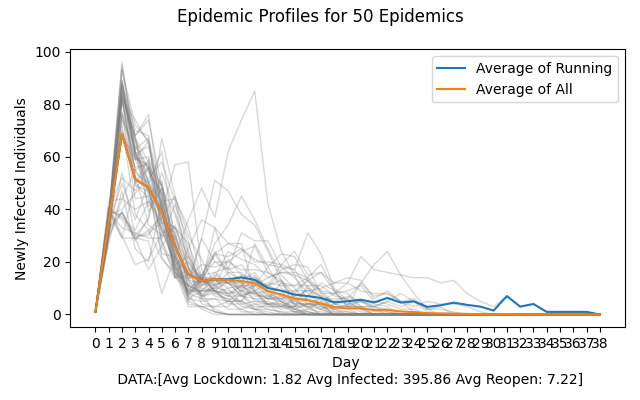 Epidemic Profiles for 50 Epidemics
Average of Running
Average of All
Newly Infected Individuals
100
80
60
40
20
0
0 1 2 3 4 5 6 7 8 9 10 11 12 13 14 15 16 17 18 19 20 21 22 23 24 25 26 27 28 29 30 31 32 33 34 35 36 37 38
Day
DATA:[Avg Lockdown: 1.82 Avg Infected: 395.86 Avg Reopen: 7.22]